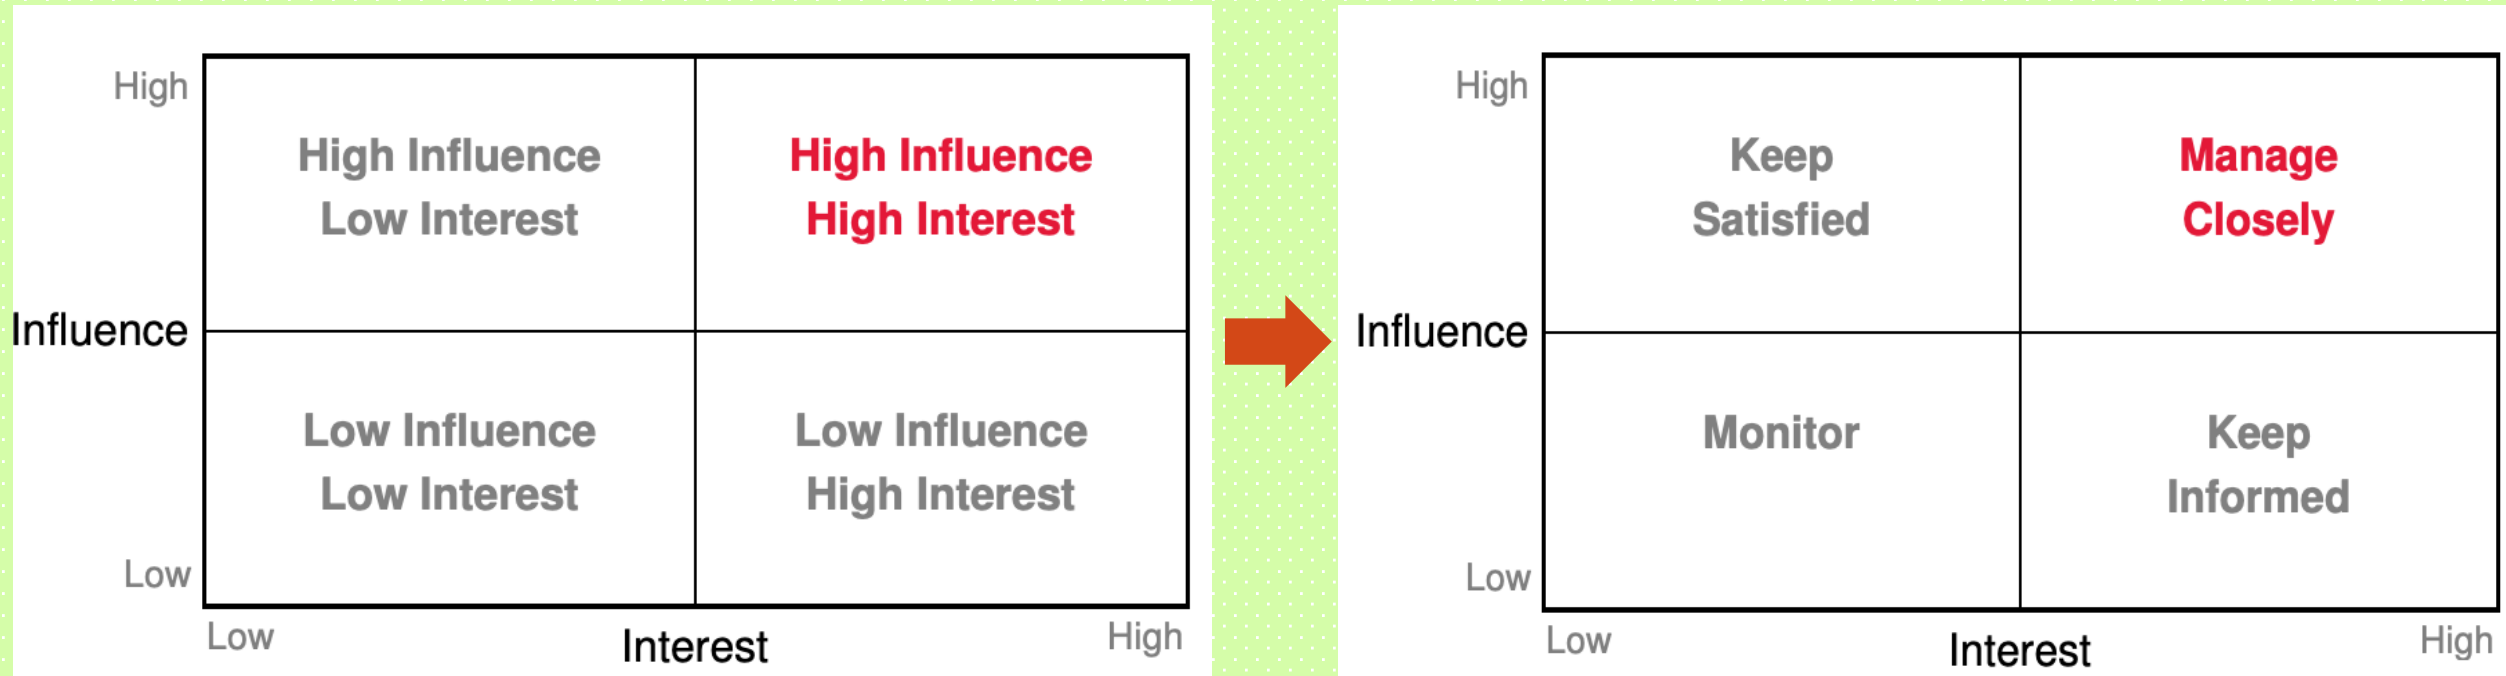 High
High Influence
Low Interest
High Influence
High Interest
Influence
Low Influence
Low Interest
Low Influence
High Interest
Low
Low
Interest
High
High
Keep
Satisfied
Manage
Closely
Influence
Monitor
Keep
Informed
Low
Low
Interest
High